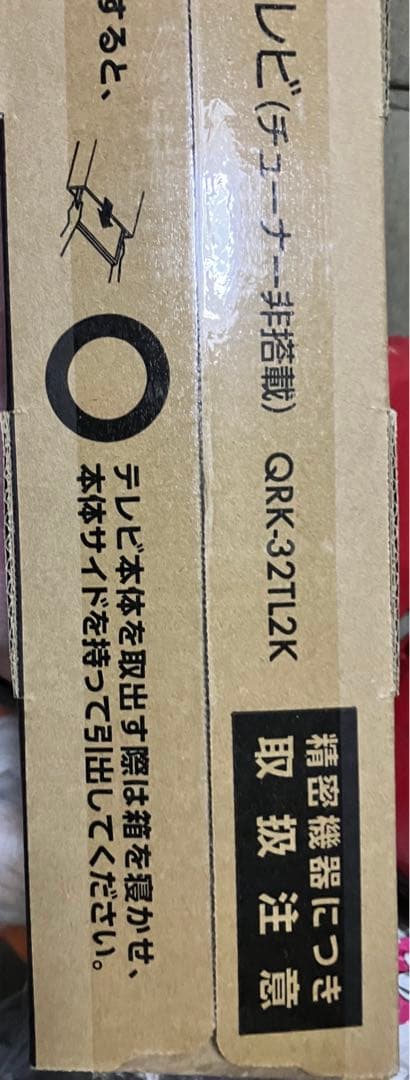 レビ(チューナー非搭載) QRK-32TL2K
精密機器につき
取扱注意
すると、
テレビ本体を取出す際は箱を寝かせ、
本体サイドを持って引出してください。